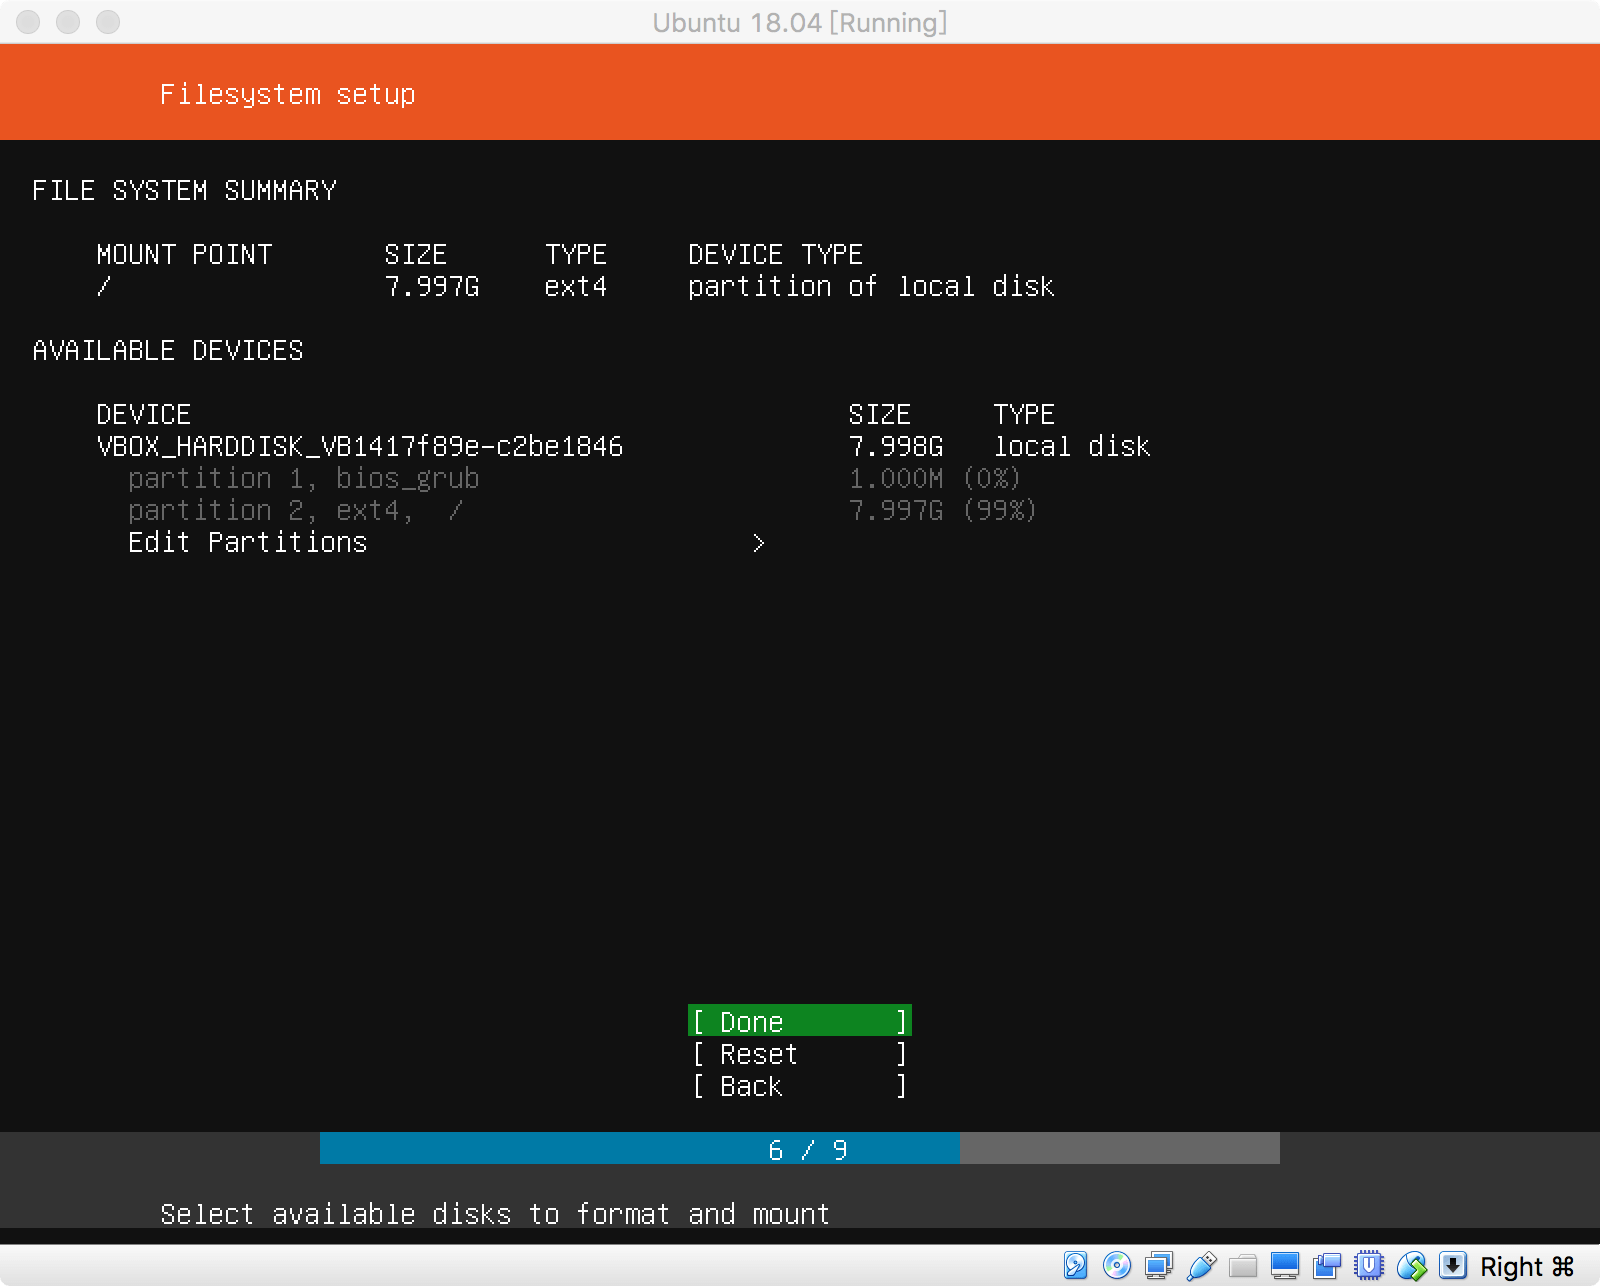 Ubuntu 18.04 [Running]
Filesystem setup
FILE SYSTEM SUMMARY
MOUNT POINT SIZE TYPE DEVICE TYPE
/ 7.997G ext4 partition of local disk
AVAILABLE DEVICES
DEVICE SIZE TYPE
VBOX_HARDDISK_VB1417f89e-c2be1846 7.998G local disk
partition 1, bios_grub 1.000M (0%)
partition 2, ext4, / 7.997G (99%)
Edit Partitions >
[ Done ]
[ Reset ]
[ Back ]
6 / 9
Select available disks to format and mount
Right ⌘